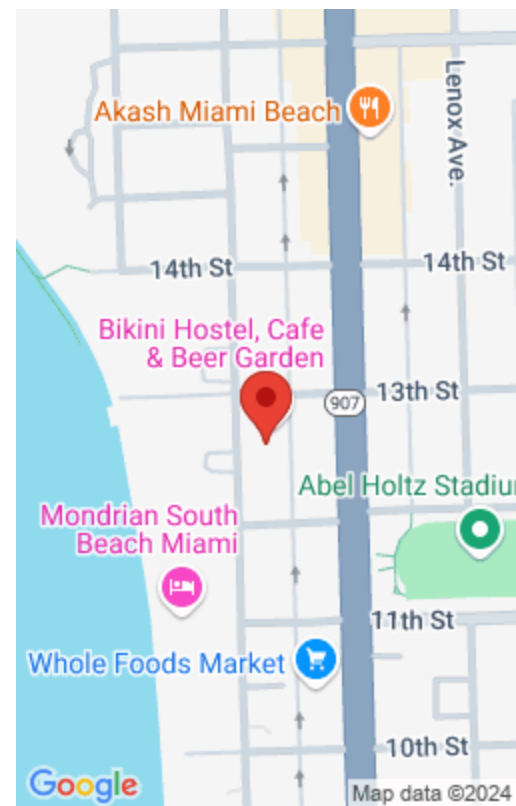 Akash Miami Beach
Lenox Ave.
14th St
14th St
Bikini Hostel, Cafe
& Beer Garden
13th St
907
Abel Holtz Stadiu
Mondrian South
Beach Miami
11th St
Whole Foods Market
10th St
Google
Map data ©2024